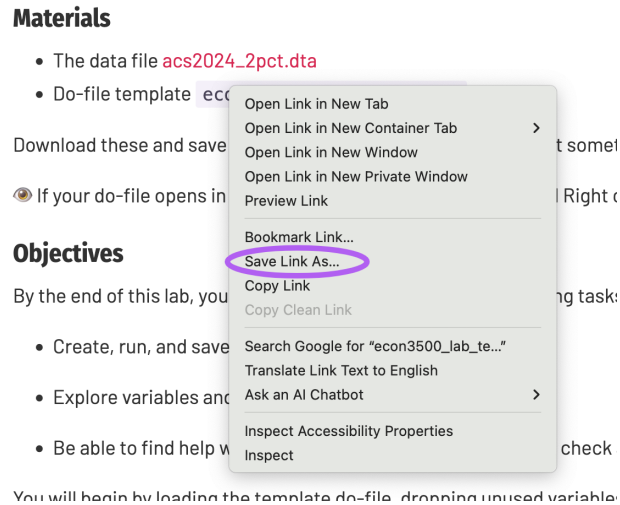 Materials
• The data file acs2024_2pct.dta
• Do-file template
Open Link in New Tab
Open Link in New Container Tab
Download these and save
Open Link in New Window
Open Link in New Private Window
If your do-file opens in
Right
Preview Link
Bookmark Link...
Objectives
Save Link As...
Copy Link
By the end of this lab, you
Copy Clean Link
• Create, run, and save
Search Google for “econ3500_lab_te...”
Translate Link Text to English
• Explore variables
Ask an AI Chatbot
Inspect Accessibility Properties
• Be able to find help
check
Inspect
You will begin by loading the template do-file, dropping unused variables